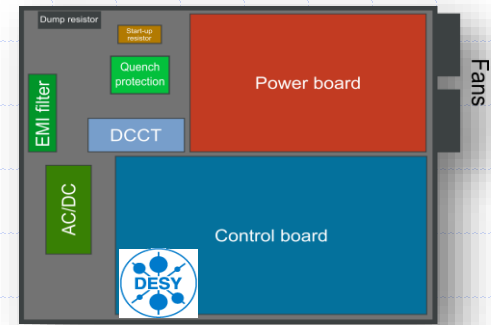 Dump resistor
Start-up
resistor
Quench
protection
Power board
Fans
EMI filter
DCCT
AC/DC
Control board
DESY